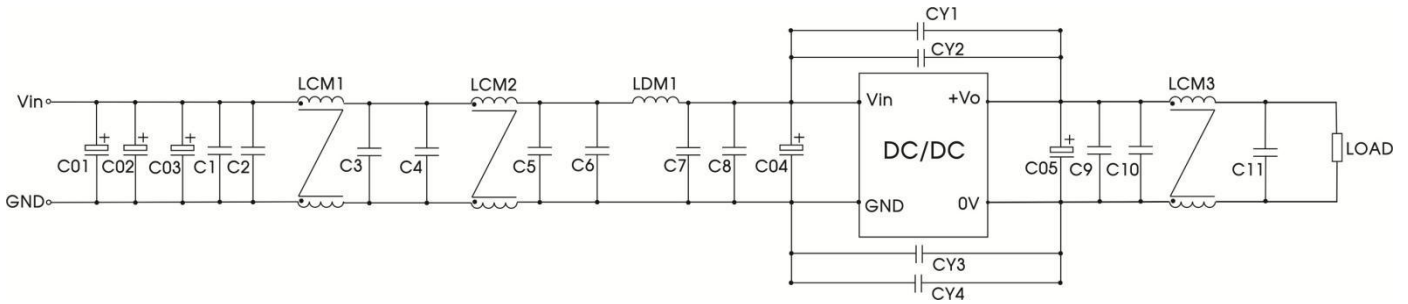 CY1
CY2
LCM1 LCM2 LDM1 LCM3
Vin Vin +Vo
DC/DC
C01 C02 C03 C1 C2 C3 C4 C5 C6 C7 C8 C04 C05 C9 C10 C11 LOAD
GND GND 0V
CY3
CY4